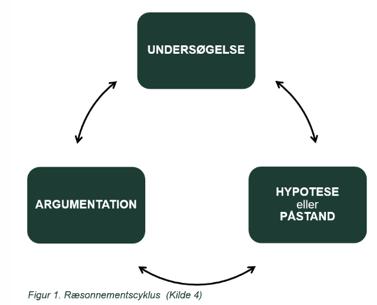 UNDERSØGELSE
ARGUMENTATION
HYPOTESE
eller
PÅSTAND
Figur 1. Ræsonnementscyklus (Kilde 4)